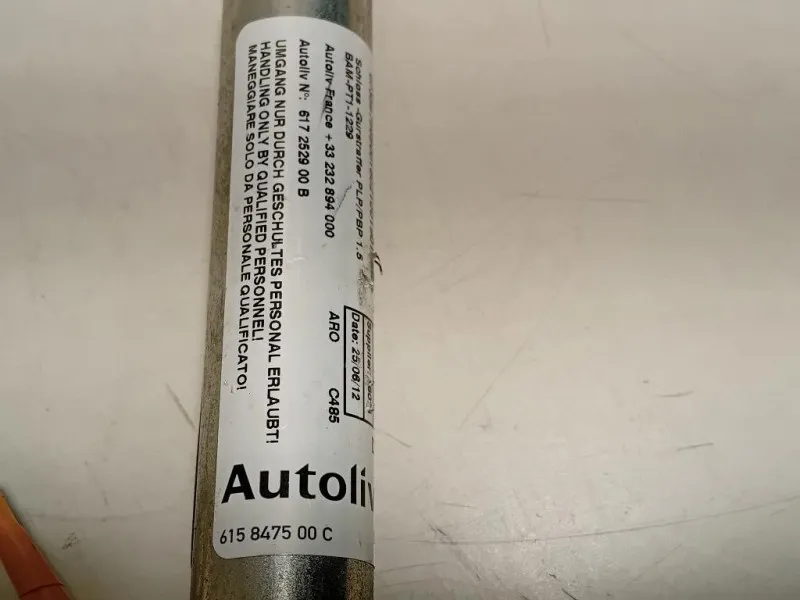 Schloss -Gurtstraffer PLP/PBP 1.5
BAM-PT1-1229
Autoliv France + 33 232 894 000
Autoliv N°: 617 2529 00 B
UMGANG NUR DURCH GESCHULTES PERSONAL ERLAUBT!
HANDLING ONLY BY QUALIFIED PERSONNEL!
MANEGGIARE SOLO DA PERSONALE QUALIFICATO!
Supplier:
Date: 25/06/12
ARO C485
Autoliv
615 8475 00 C